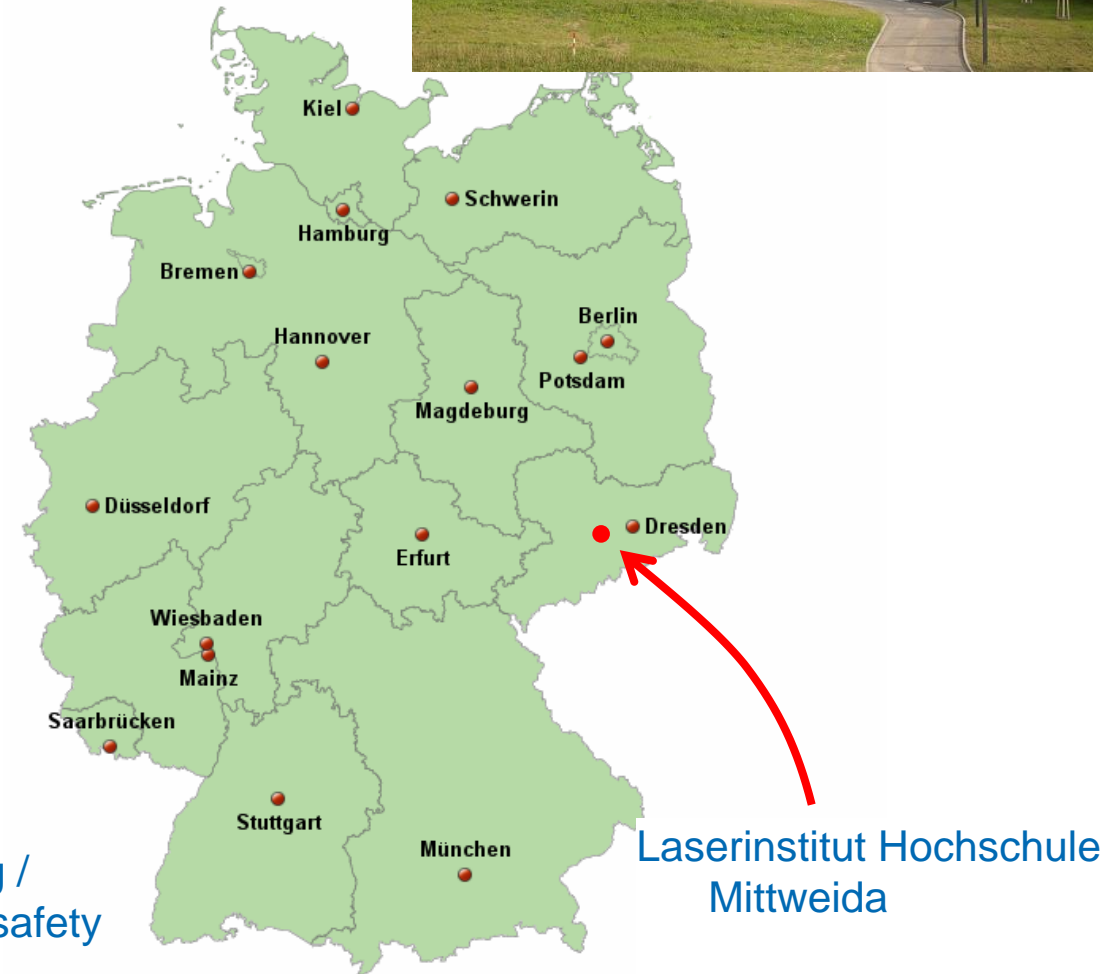 Kiel
Schwerin
Hamburg
Bremen
Berlin
Hannover
Potsdam
Magdeburg
Düsseldorf
Dresden
Erfurt
Wiesbaden
Mainz
Saarbrücken
Stuttgart
München
Laserinstitut Hochschule
Mittweida
/
safety